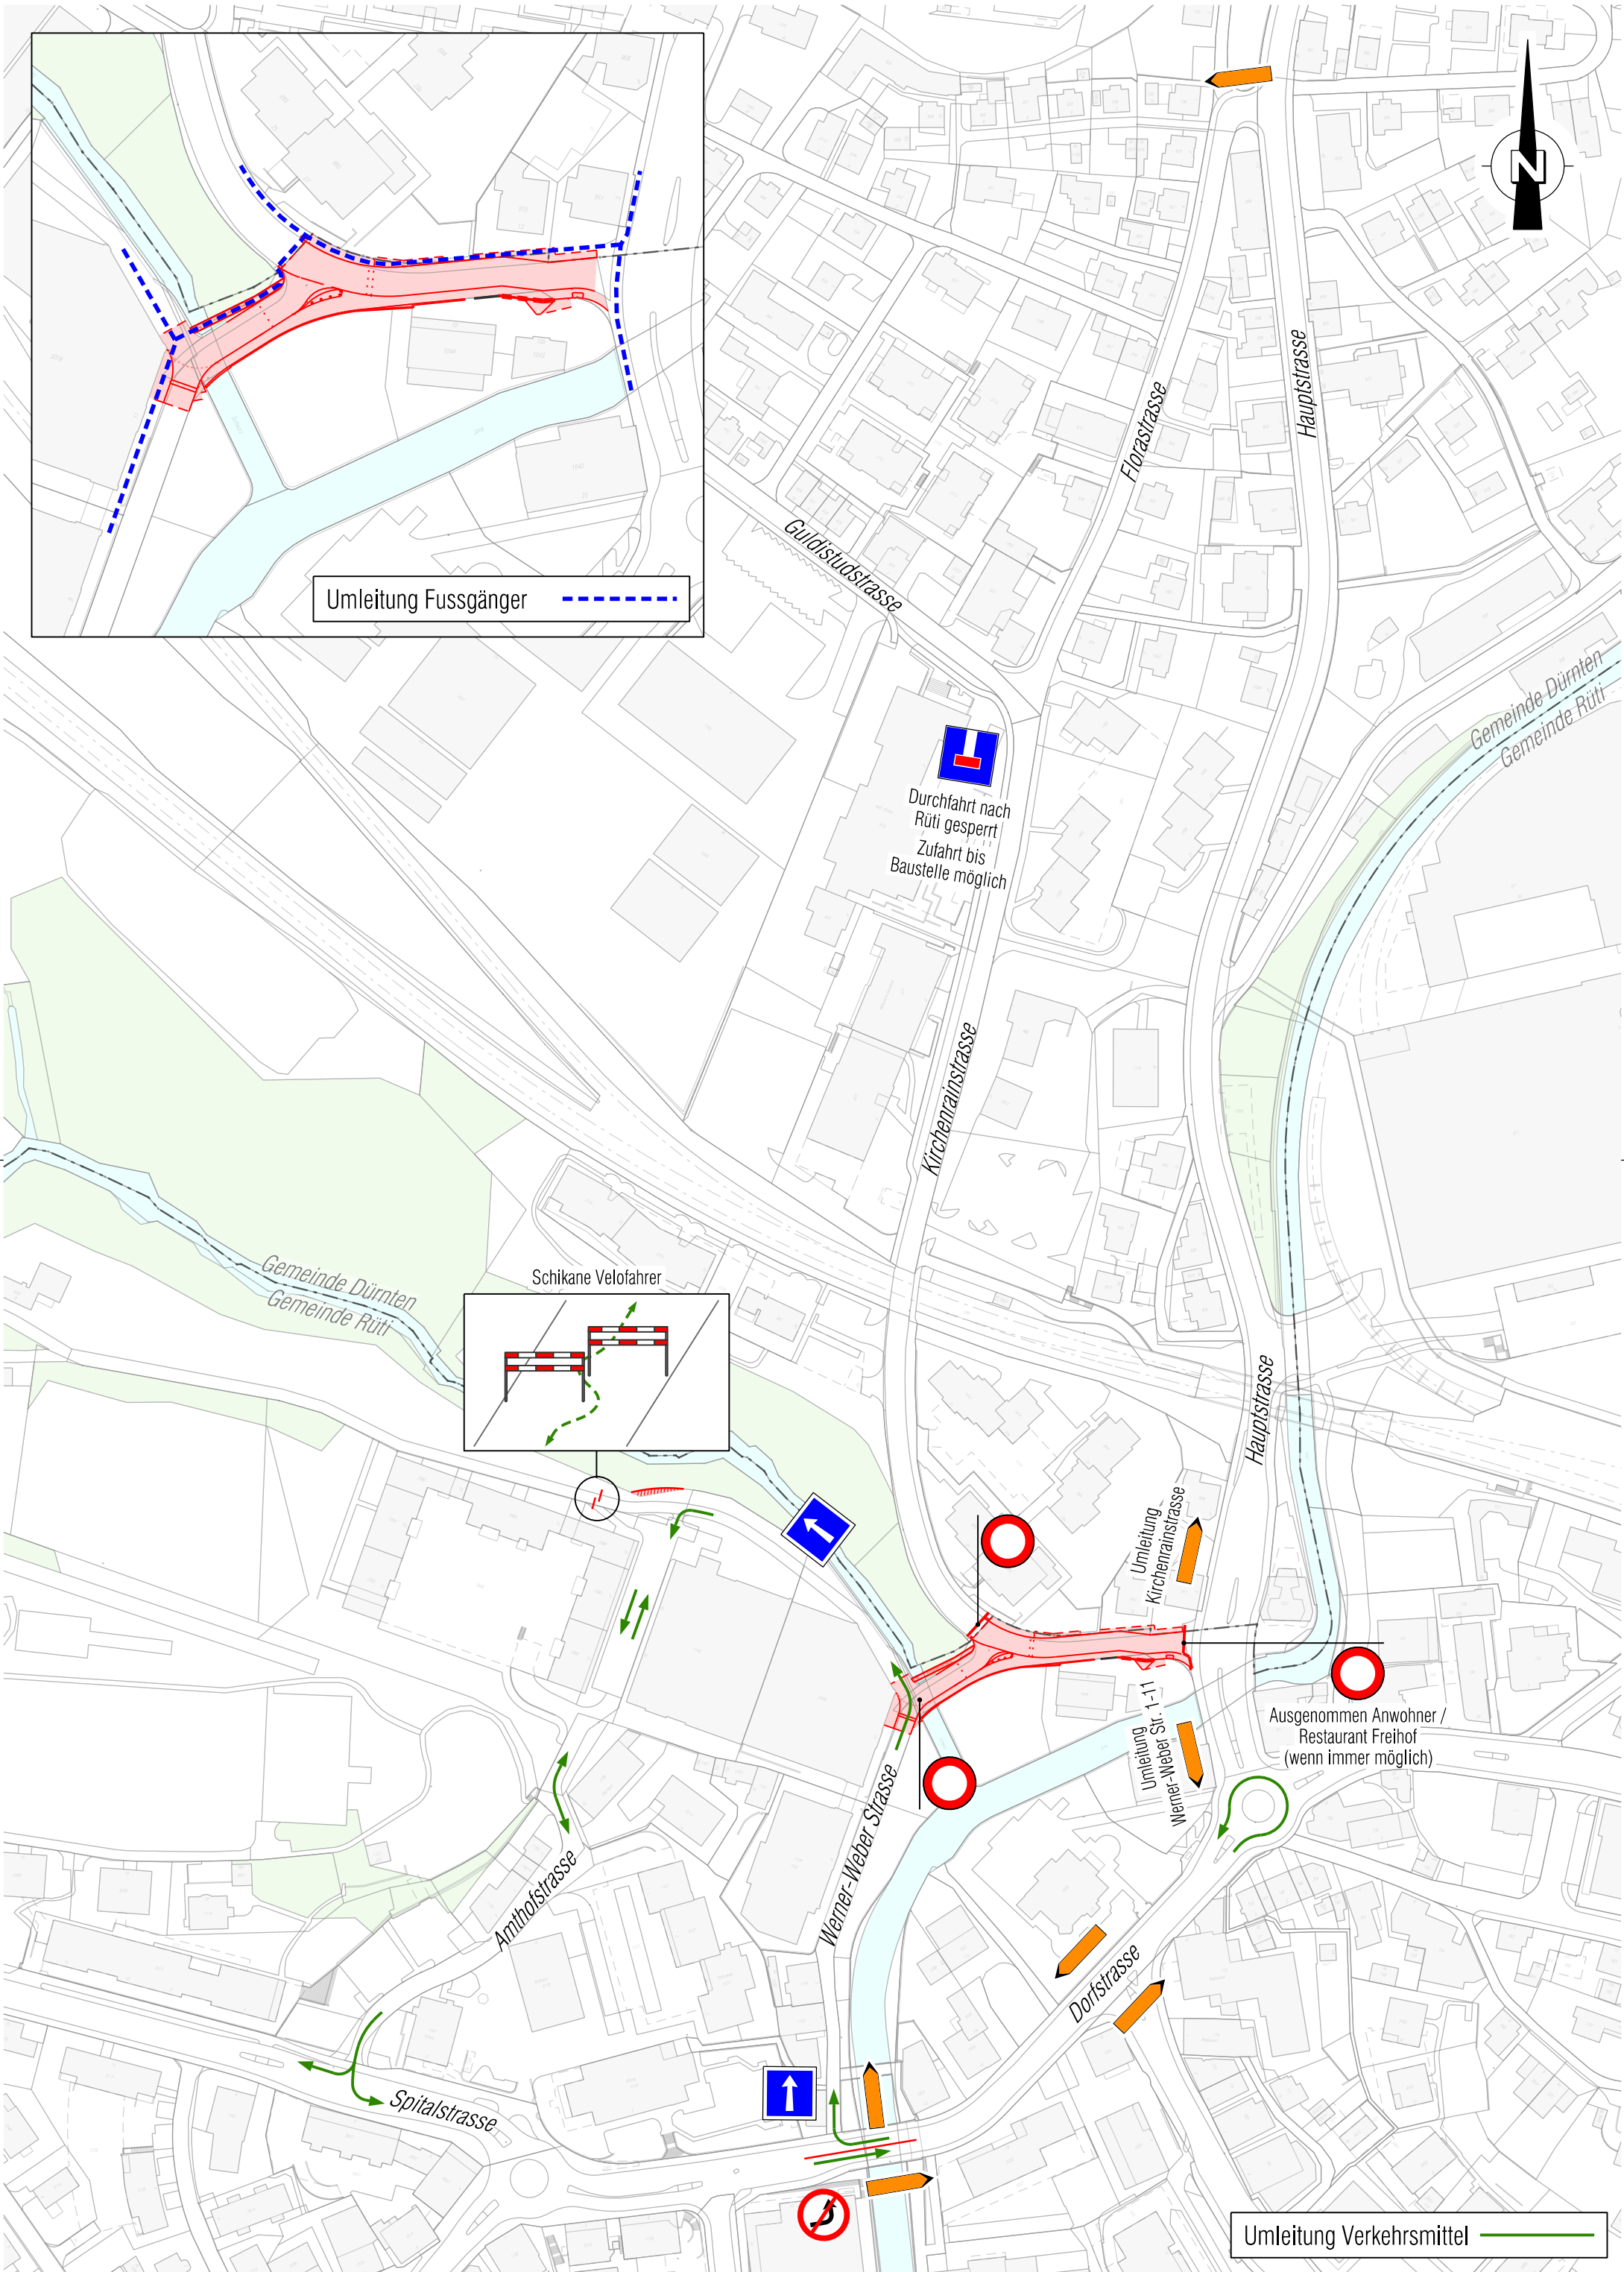 N
Umleitung Fussgänger
Florastrasse
Hauptstrasse
Guldistudstrasse
Gemeinde Dürnten
Gemeinde Rüti
Durchfahrt nach
Rüti gesperrt
Zufahrt bis
Baustelle möglich
Kirchenrainstrasse
Gemeinde Dürnten
Gemeinde Rüti
Schikane Velofahrer
Hauptstrasse
Umleitung
Kirchenrainstrasse
Umleitung
Werner-Weber Str. 1-11
Ausgenommen Anwohner /
Restaurant Freihof
(wenn immer möglich)
Werner-Weber Strasse
Amthofstrasse
Dorfstrasse
Spitalstrasse
Umleitung Verkehrsmittel